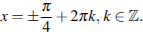 x = ±π/4 + 2πk, k ∈ ℤ.